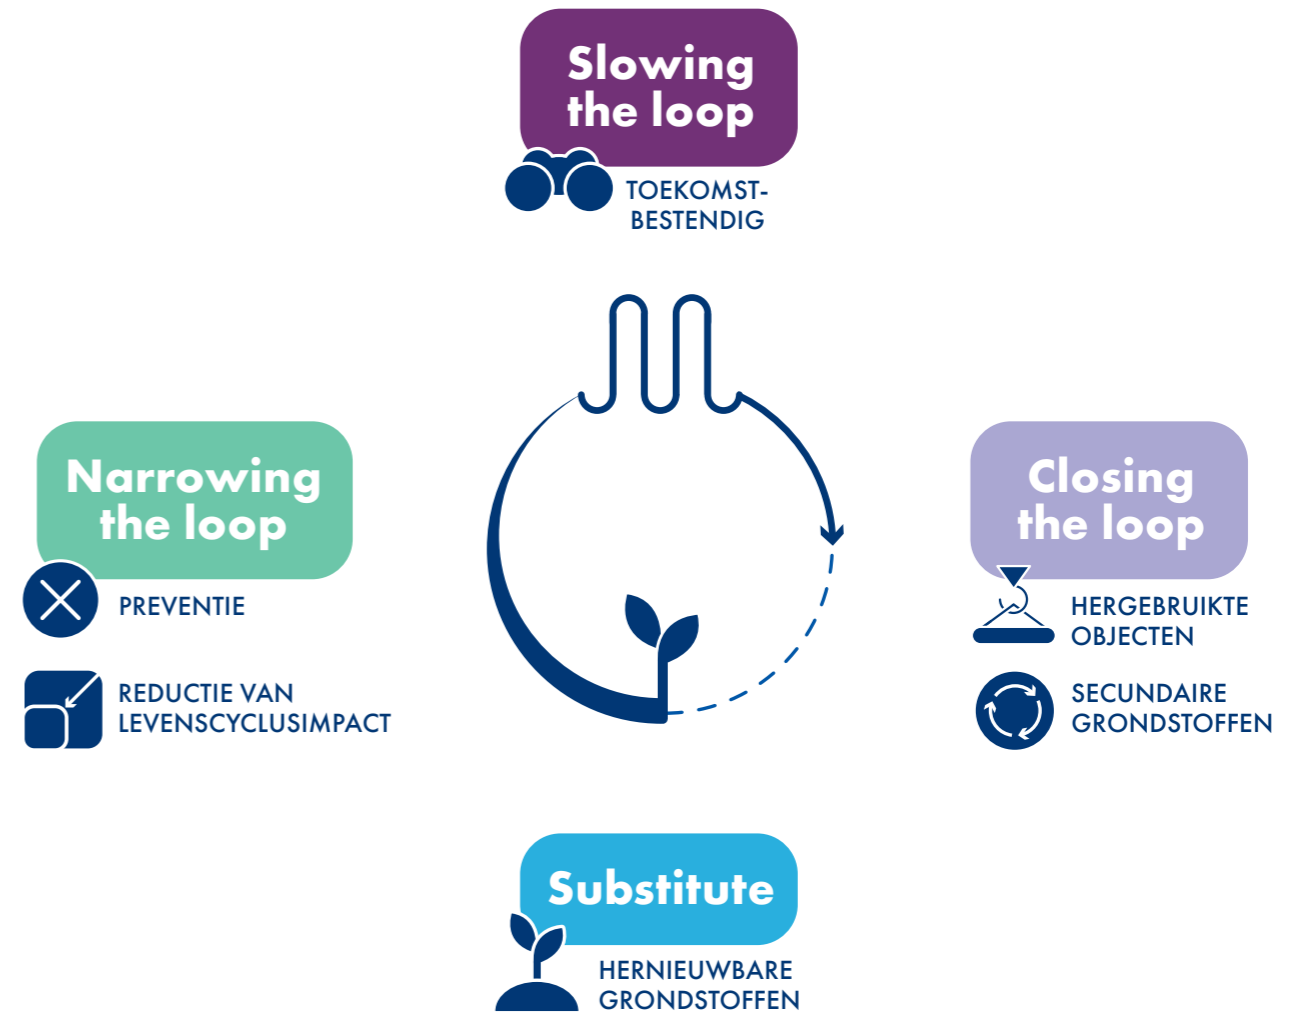 Slowing
the loop
TOEKOMST-
BESTENDIG
Narrowing
the loop
PREVENTIE
REDUCTIE VAN
LEVENSCYCLUSIMPACT
Closing
the loop
HERGEBRUIKTE
OBJECTEN
SECUNDAIRE
GRONDSTOFFEN
Substitute
HERNIEUWBARE
GRONDSTOFFEN